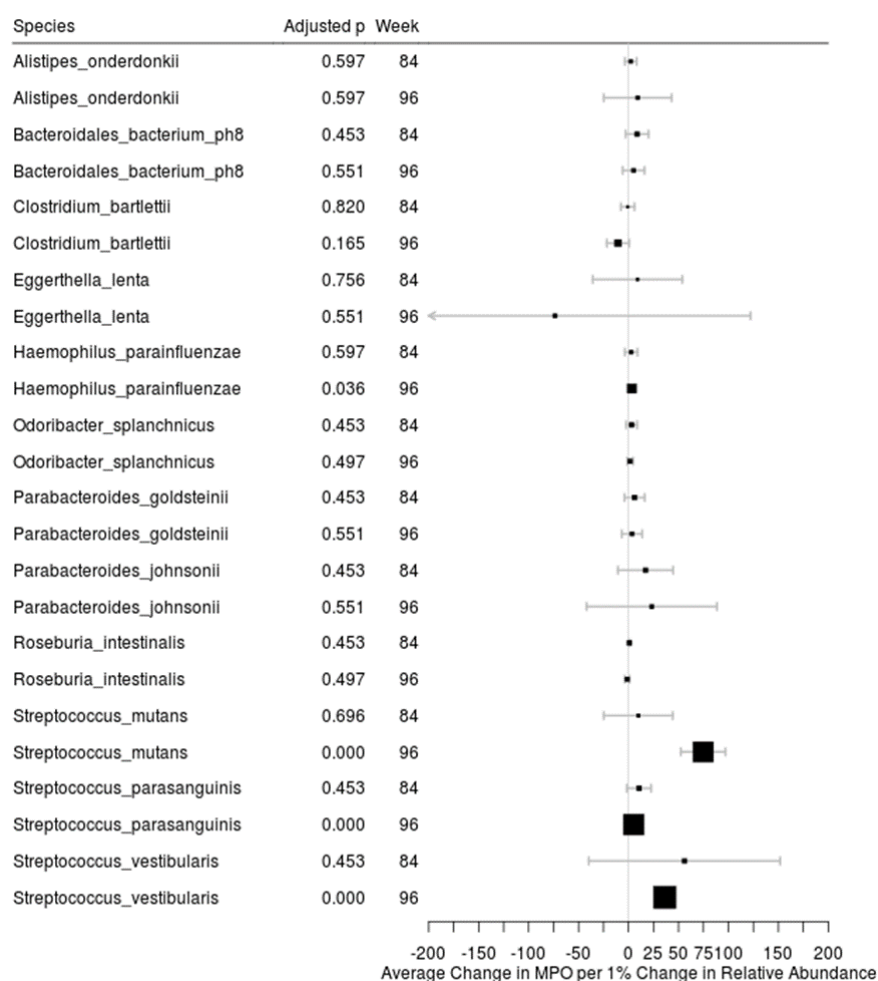 Species Adjusted p Week
Alistipes_onderdonkii 0.597 84
Alistipes_onderdonkii 0.597 96
Bacteroidales_bacterium_ph8 0.453 84
Bacteroidales_bacterium_ph8 0.551 96
Clostridium_bartlettii 0.820 84
Clostridium_bartlettii 0.165 96
Eggerthella_lenta 0.756 84
Eggerthella_lenta 0.551 96
Haemophilus_parainfluenzae 0.597 84
Haemophilus_parainfluenzae 0.036 96
Odoribacter_splanchnicus 0.453 84
Odoribacter_splanchnicus 0.497 96
Parabacteroides_goldsteinii 0.453 84
Parabacteroides_goldsteinii 0.551 96
Parabacteroides_johnsonii 0.453 84
Parabacteroides_johnsonii 0.551 96
Roseburia_intestinalis 0.453 84
Roseburia_intestinalis 0.497 96
Streptococcus_mutans 0.696 84
Streptococcus_mutans 0.000 96
Streptococcus_parasanguinis 0.453 84
Streptococcus_parasanguinis 0.000 96
Streptococcus_vestibularis 0.453 84
Streptococcus_vestibularis 0.000 96
-200 -150 -100 -50 0 25 50 75 100 150 200
Average Change in MPO per 1% Change in Relative Abundance